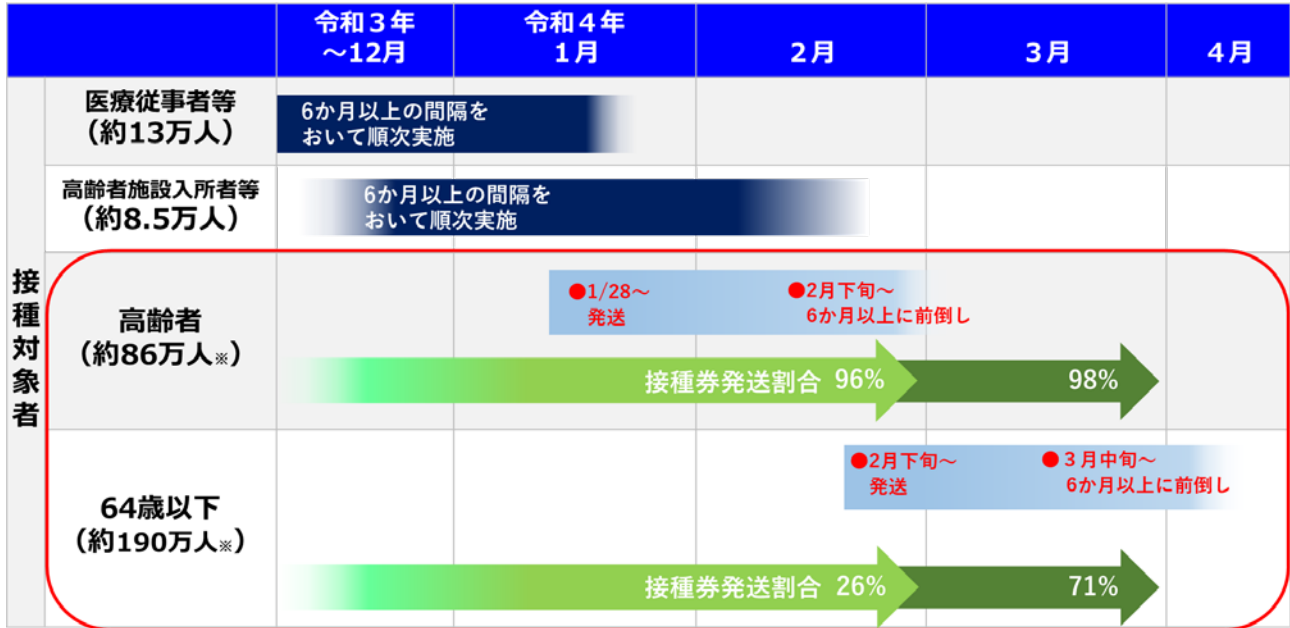 令和３年
～12月
令和４年
1月
２月
３月
４月
接種対象者
医療従事者等
（約13万人）
6か月以上の間隔を
おいて順次実施
高齢者施設入所者等
（約8.5万人）
6か月以上の間隔を
おいて順次実施
高齢者
（約86万人※）
●1/28～
発送
●2月下旬～
6か月以上に前倒し
接種券発送割合 96%
98%
64歳以下
（約190万人※）
●2月下旬～
発送
●３月中旬～
6か月以上に前倒し
接種券発送割合 26%
71%